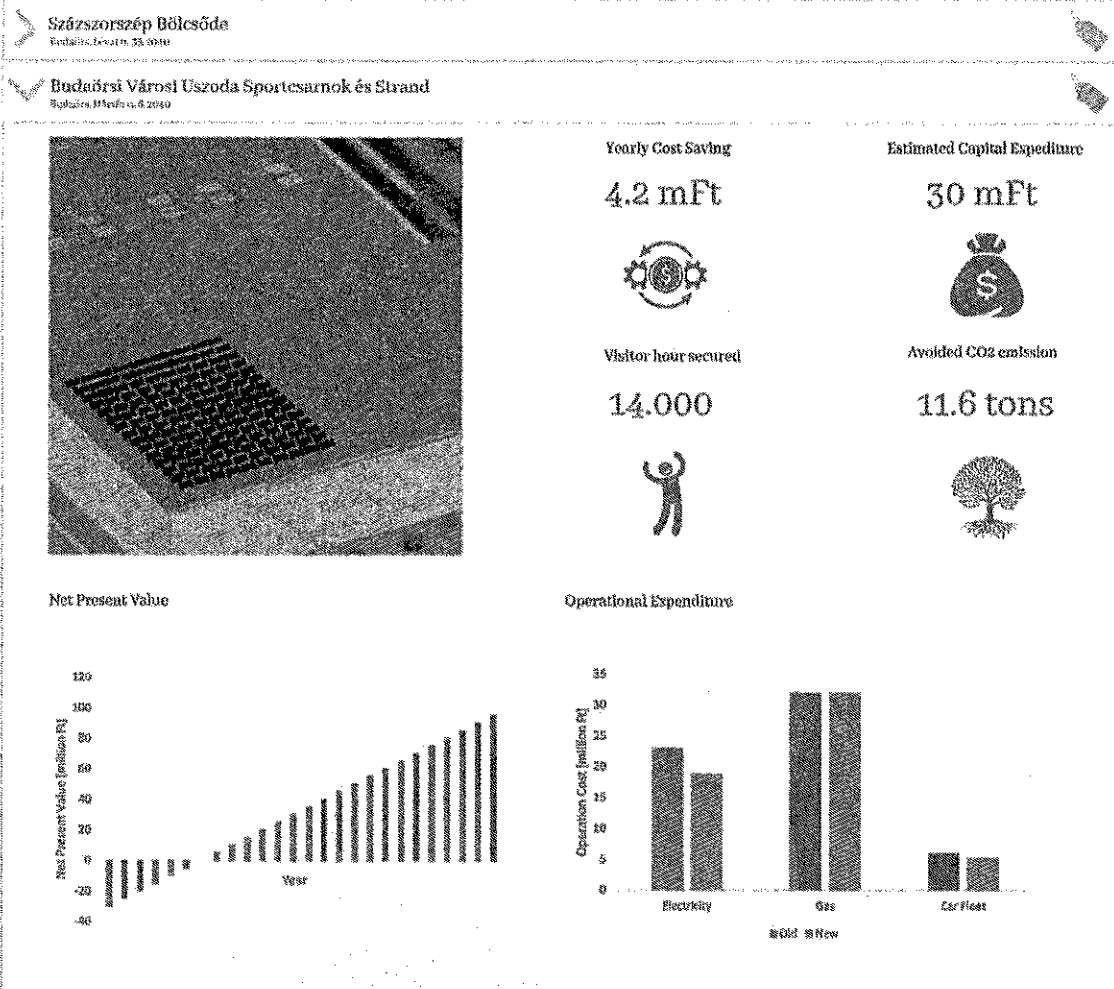 Százszorszép Bölcsőde
Budaörsi Városi Uszoda Sportcsarnok és Strand
Yearly Cost Saving
Estimated Capital Expediture
4.2 mFt
30 mFt
Visitor hour secured
Avoided CO2 emission
14.000
11.6 tons
Net Present Value
Operational Expenditure
Net Present Value [million Ft]
120
100
80
60
40
20
0
-20
-40
Year
Operation Cost [million Ft]
35
30
25
20
15
10
5
0
Electricity
Gas
Car Fleet
Old New